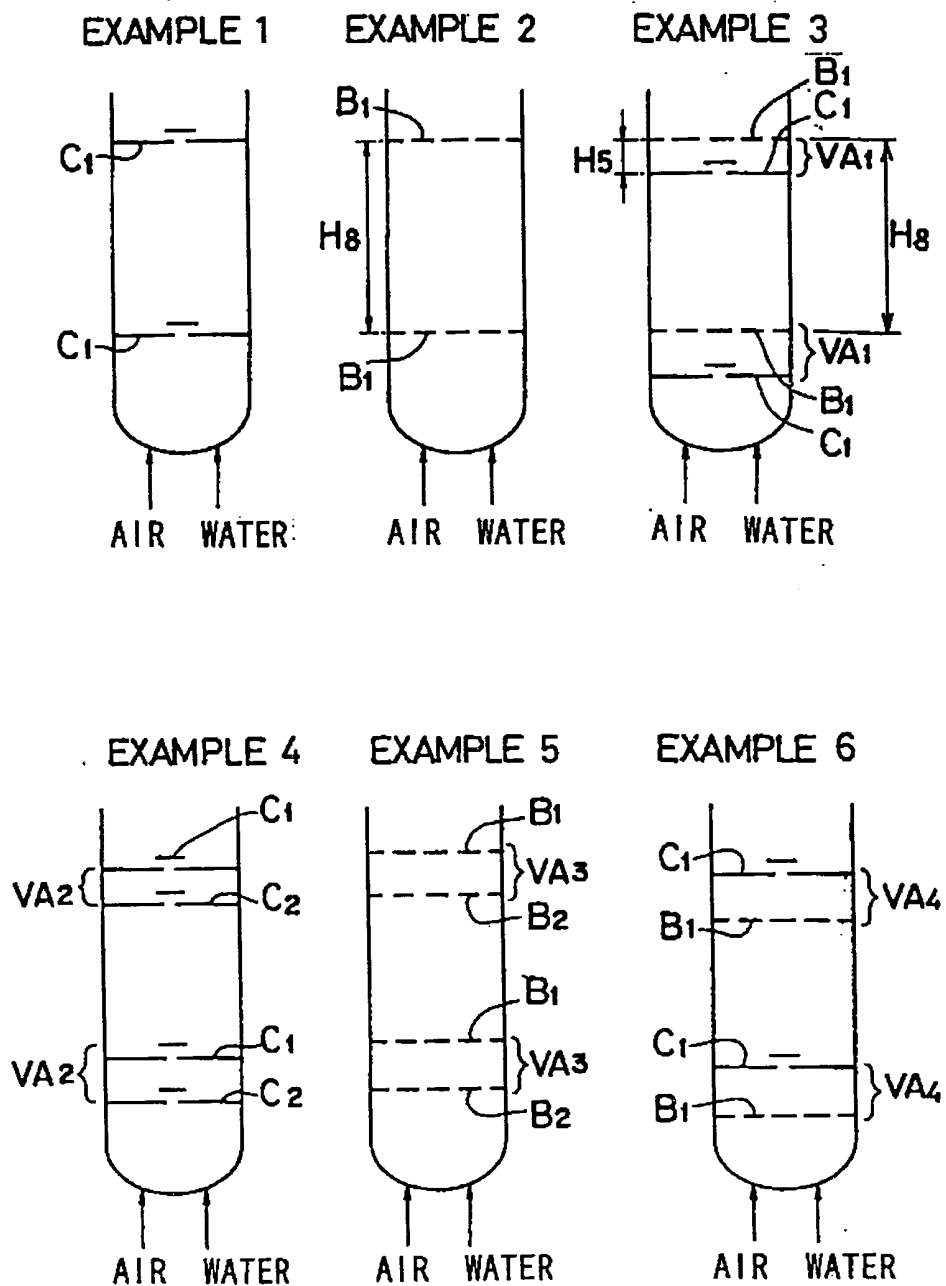 EXAMPLE 1
C1
C1
AIR WATER
EXAMPLE 2
B1
H8
B1
AIR WATER
EXAMPLE 3
B1
C1
H5
VA1
H8
VA1
B1
C1
AIR WATER
EXAMPLE 4
C1
VA2
C2
C1
VA2
C2
AIR WATER
EXAMPLE 5
B1
VA3
B2
B1
VA3
B2
AIR WATER
EXAMPLE 6
C1
VA4
B1
C1
VA4
B1
AIR WATER